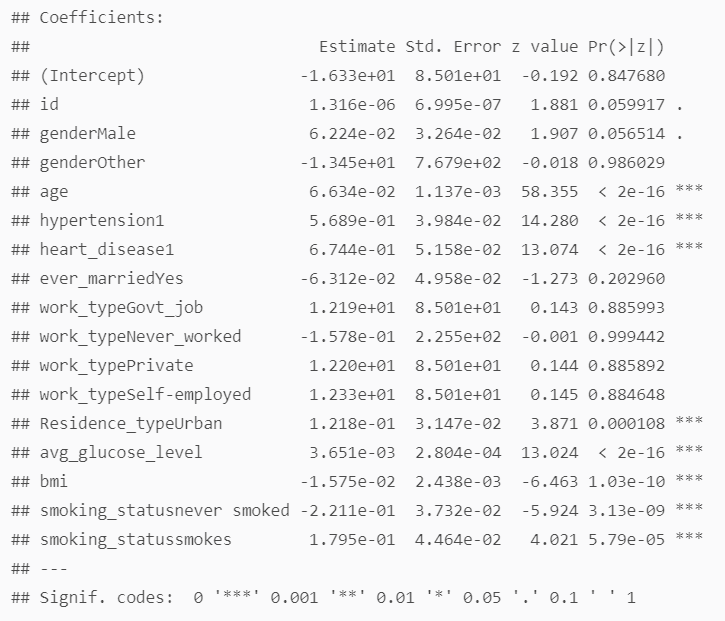 ## Coefficients:
##                              Estimate Std. Error z value Pr(>|z|)
## (Intercept)                -1.633e+01  8.501e+01  -0.192 0.847680
## id                          1.316e-06  6.995e-07   1.881 0.059917 .
## genderMale                  6.224e-02  3.264e-02   1.907 0.056514 .
## genderOther                -1.345e+01  7.679e+02  -0.018 0.986029
## age                         6.634e-02  1.137e-03  58.355  < 2e-16 ***
## hypertension1               5.689e-01  3.984e-02  14.280  < 2e-16 ***
## heart_disease1              6.744e-01  5.158e-02  13.074  < 2e-16 ***
## ever_marriedYes            -6.312e-02  4.958e-02  -1.273 0.202960
## work_typeGovt_job           1.219e+01  8.501e+01   0.143 0.885993
## work_typeNever_worked      -1.578e-01  2.255e+02  -0.001 0.999442
## work_typePrivate            1.220e+01  8.501e+01   0.144 0.885892
## work_typeSelf-employed      1.233e+01  8.501e+01   0.145 0.884648
## Residence_typeUrban         1.218e-01  3.147e-02   3.871 0.000108 ***
## avg_glucose_level           3.651e-03  2.804e-04  13.024  < 2e-16 ***
## bmi                        -1.575e-02  2.438e-03  -6.463 1.03e-10 ***
## smoking_statusnever smoked -2.211e-01  3.732e-02  -5.924 3.13e-09 ***
## smoking_statussmokes        1.795e-01  4.464e-02   4.021 5.79e-05 ***
## ---
## Signif. codes:  0 '***' 0.001 '**' 0.01 '*' 0.05 '.' 0.1 ' ' 1